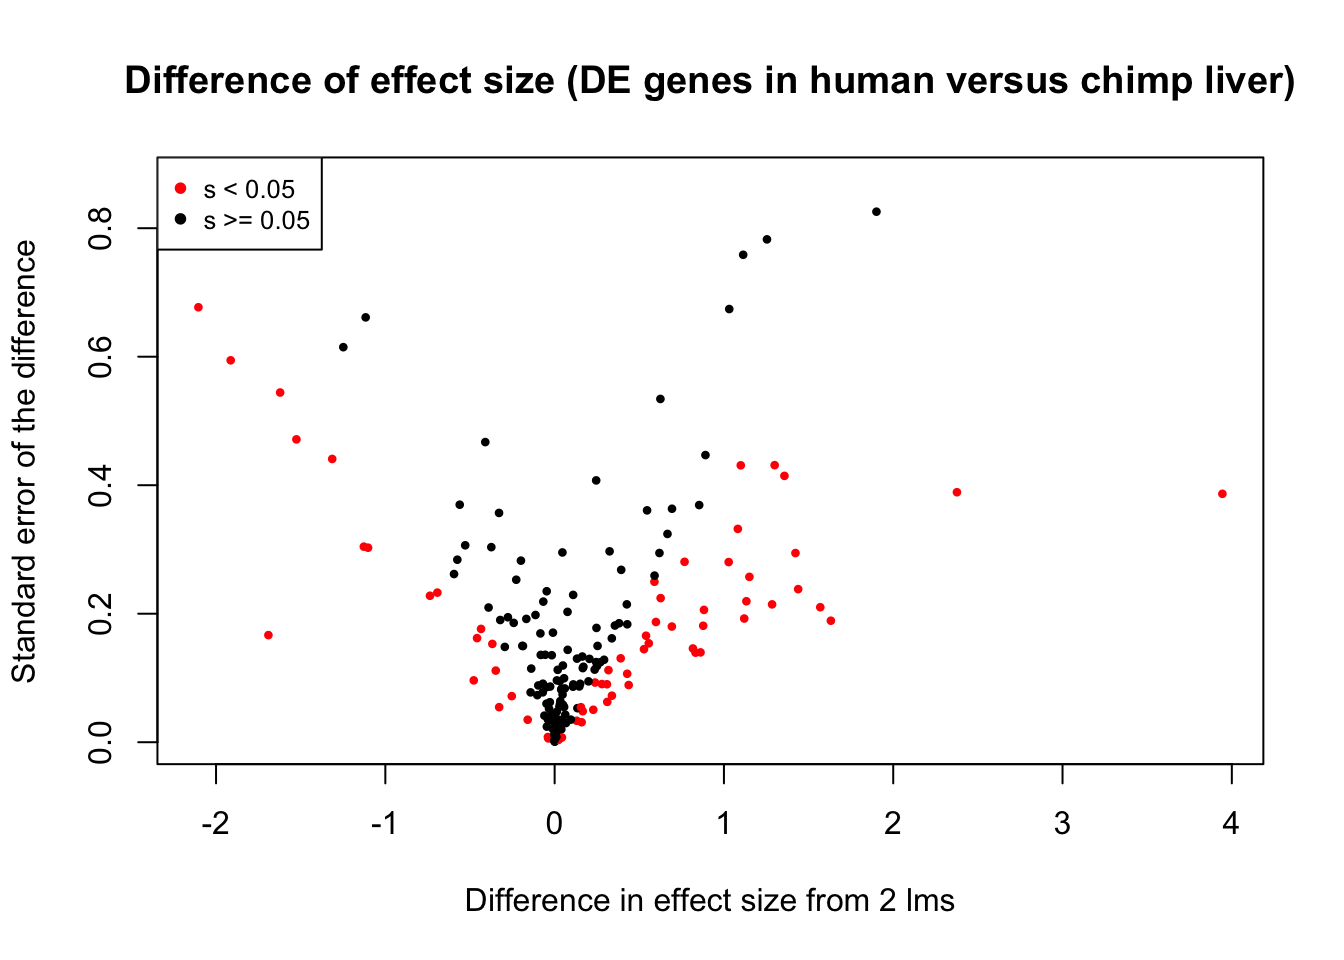 Difference of effect size (DE genes in human versus chimp liver)
s < 0.05
s >= 0.05
Standard error of the difference
0.8
0.6
0.4
0.2
0.0
-2 -1 0 1 2 3 4
Difference in effect size from 2 lms